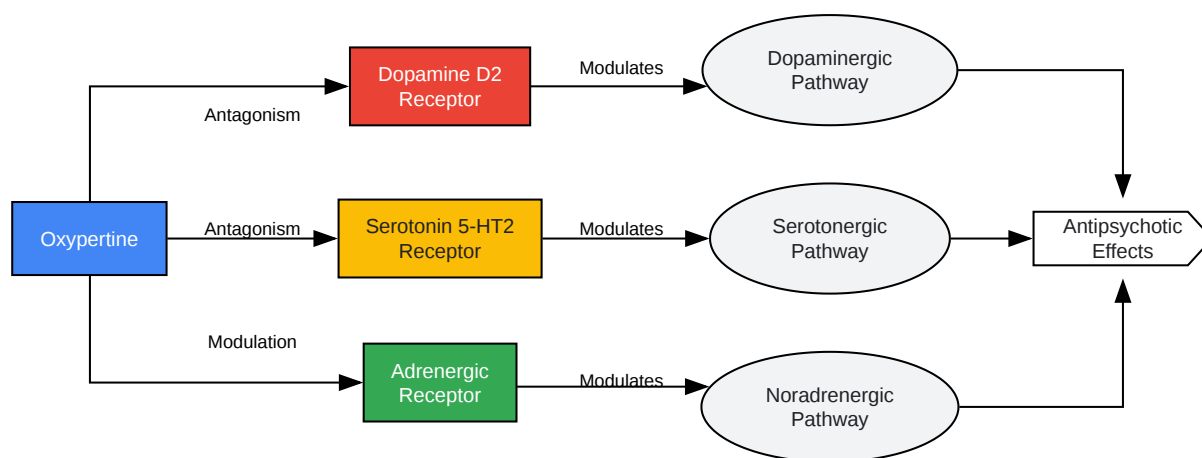 Dopamine D2
Receptor
Antagonism
Modulates
Dopaminergic
Pathway
Oxypertine
Antagonism
Serotonin 5-HT2
Receptor
Modulates
Serotonergic
Pathway
Antipsychotic
Effects
Modulation
Adrenergic
Receptor
Modulates
Noradrenergic
Pathway